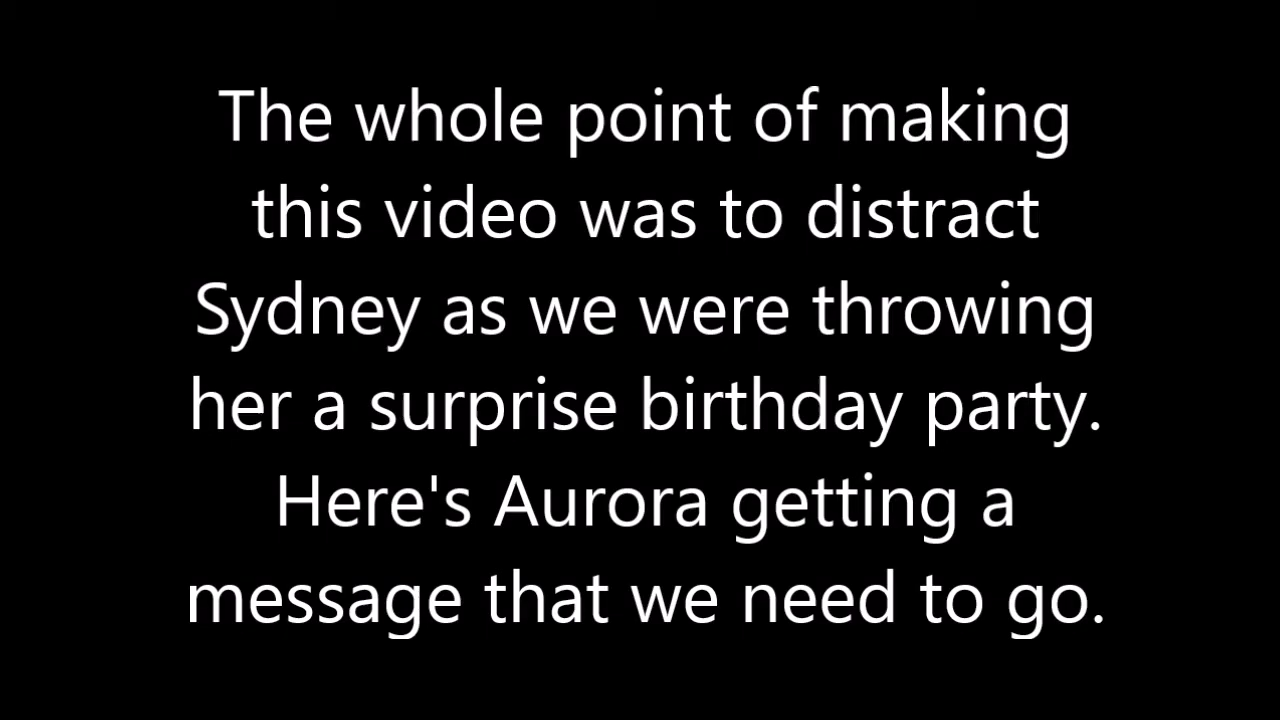 The whole point of making
this video was to distract
Sydney as we were throwing
her a surprise birthday party.
Here's Aurora getting a
message that we need to go.